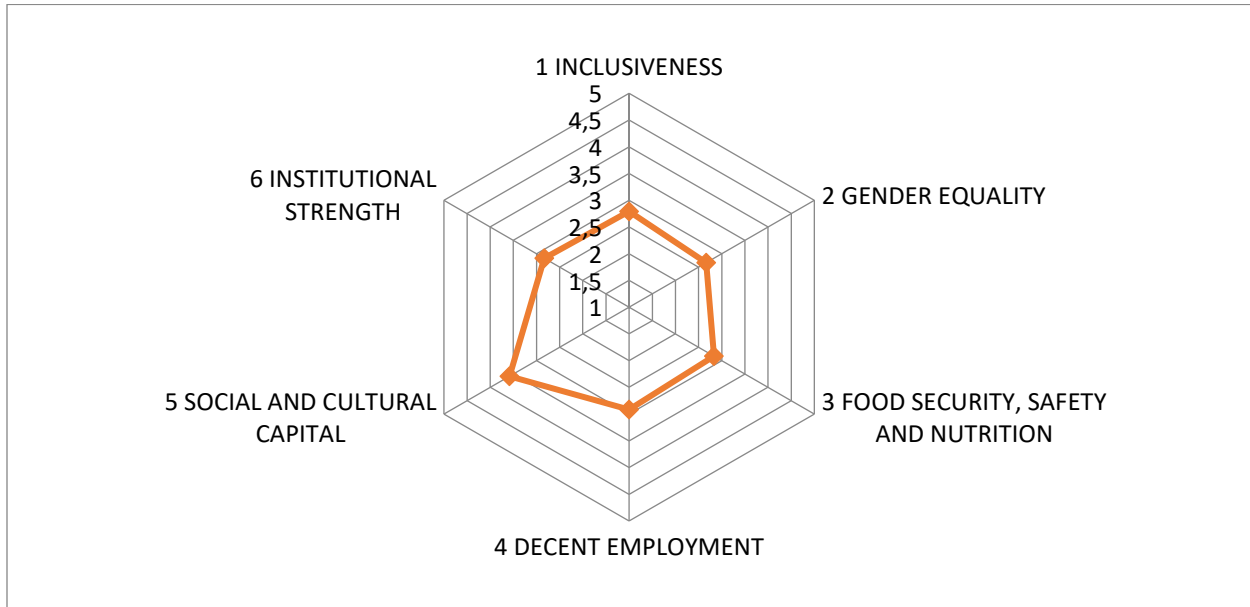 1 INCLUSIVENESS
5
4,5
4
3,5
3
2,5
2
1,5
1
2 GENDER EQUALITY
3 FOOD SECURITY, SAFETY
AND NUTRITION
4 DECENT EMPLOYMENT
5 SOCIAL AND CULTURAL
CAPITAL
6 INSTITUTIONAL
STRENGTH